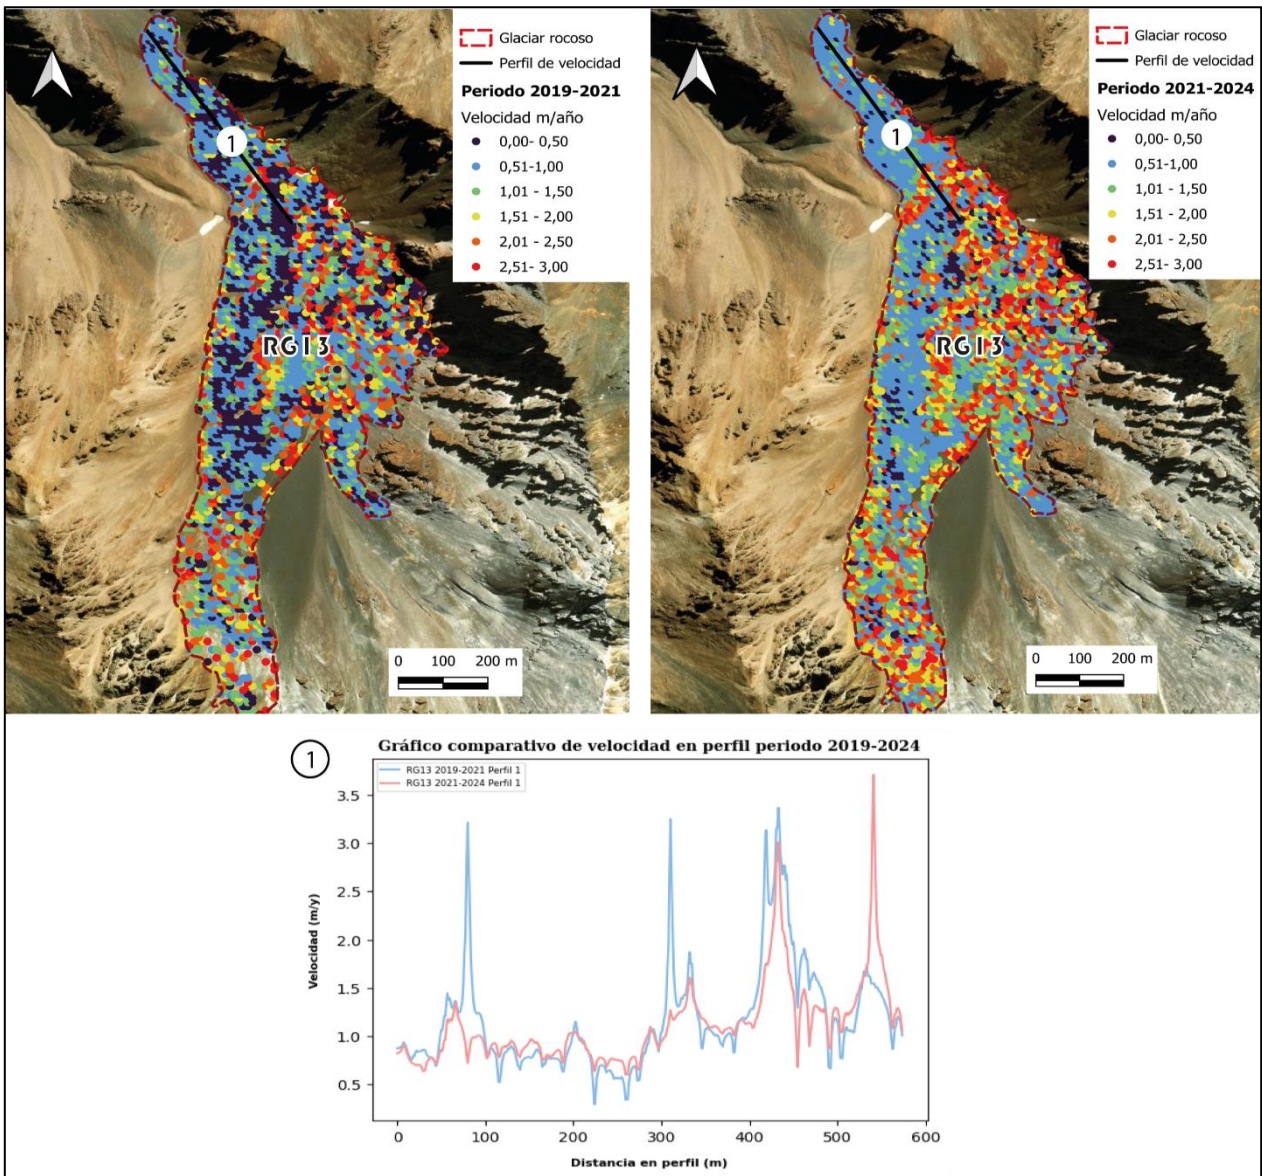 Glaciar rocoso
Perfil de velocidad
Periodo 2019-2021
Velocidad m/año
0,00- 0,50
0,51-1,00
1,01 - 1,50
1,51 - 2,00
2,01 - 2,50
2,51- 3,00
1
RG13
0 100 200 m
Glaciar rocoso
Perfil de velocidad
Periodo 2021-2024
Velocidad m/año
0,00- 0,50
0,51-1,00
1,01 - 1,50
1,51 - 2,00
2,01 - 2,50
2,51- 3,00
1
RG13
0 100 200 m
1
Gráfico comparativo de velocidad en perfil periodo 2019-2024
RG13 2019-2021 Perfil 1
RG13 2021-2024 Perfil 1
Velocidad (m/y)
3.5
3.0
2.5
2.0
1.5
1.0
0.5
0 100 200 300 400 500 600
Distancia en perfil (m)